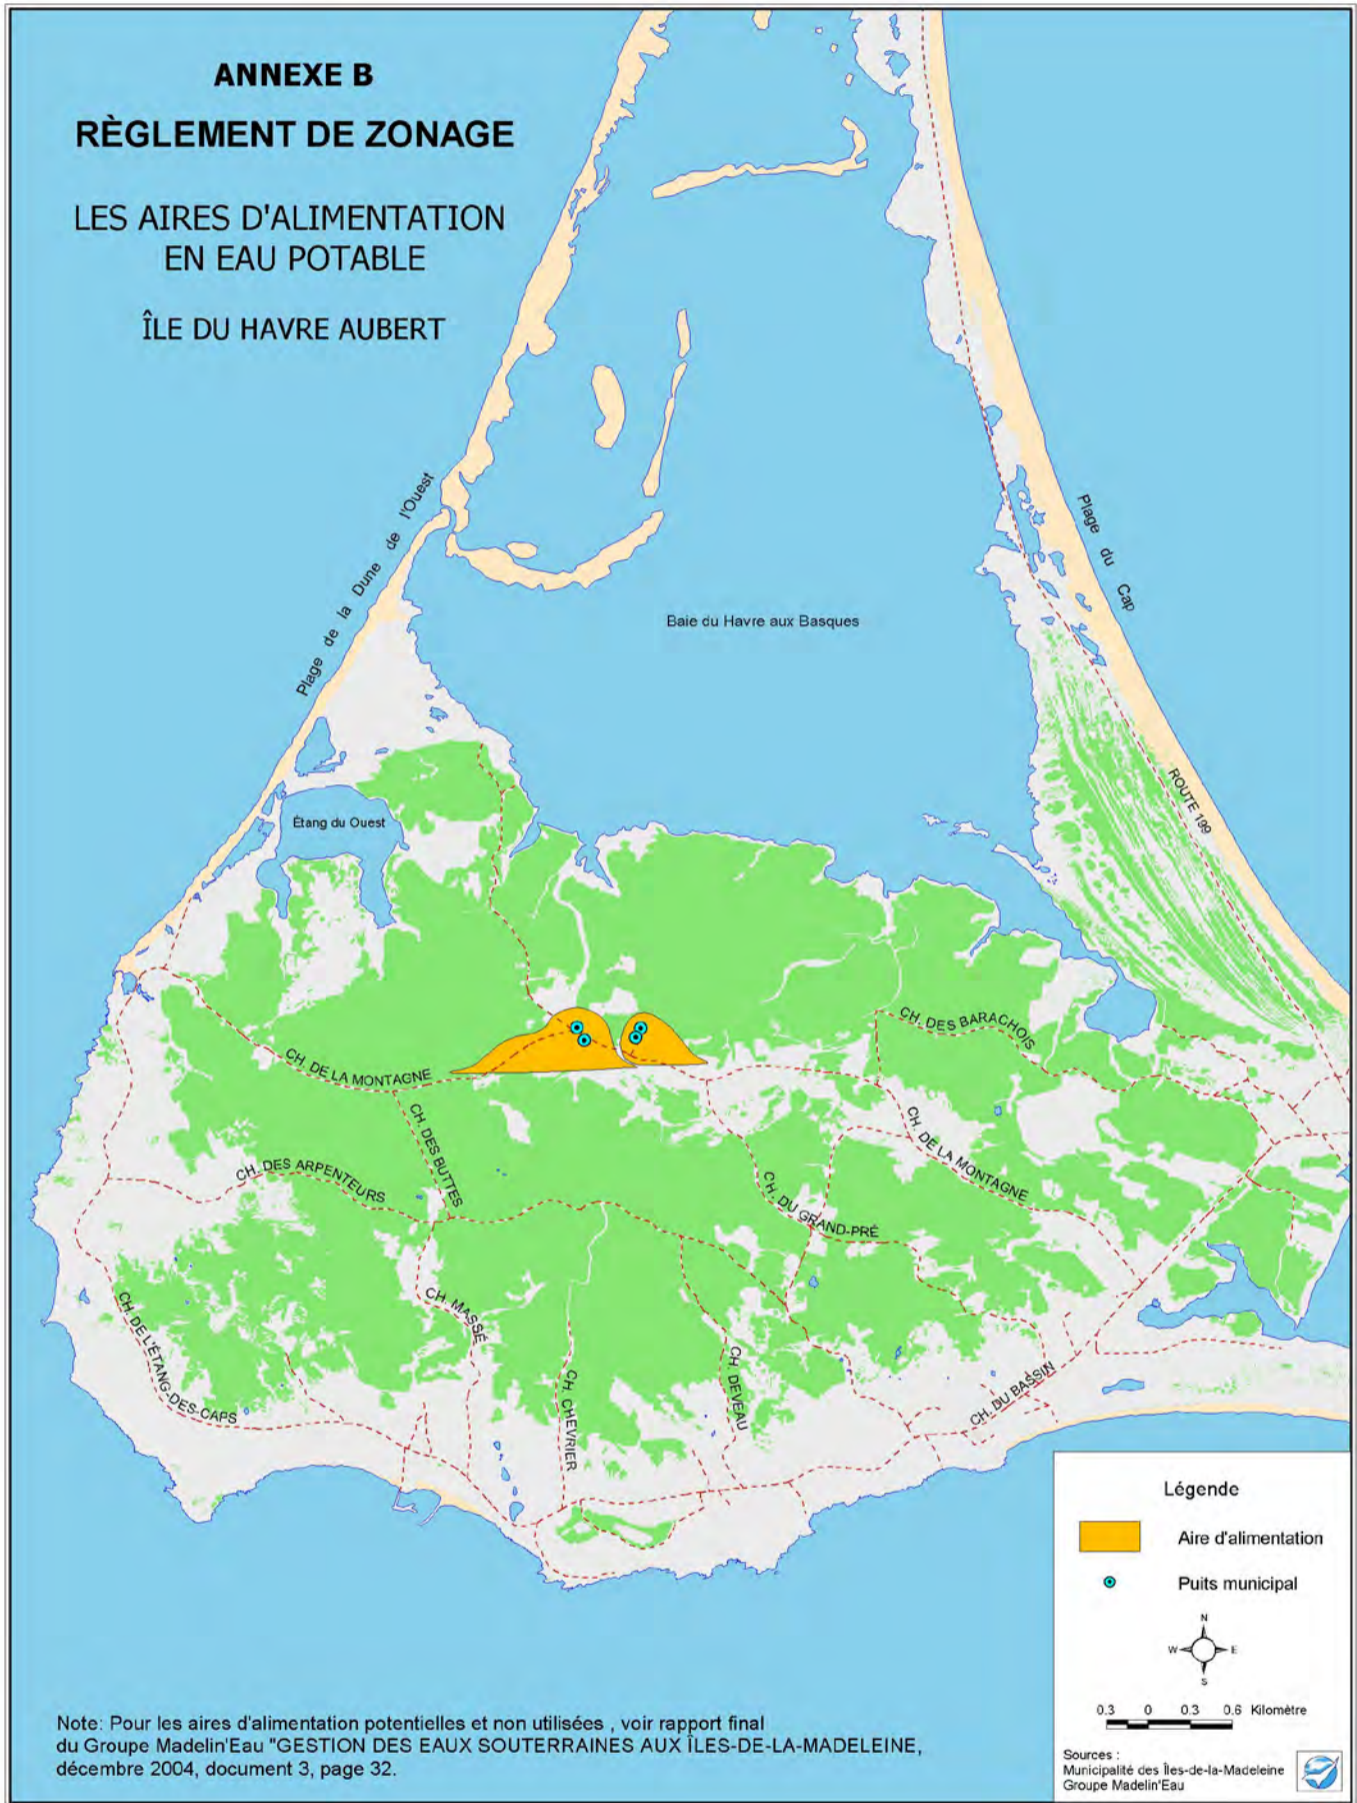 ANNEXE B
RÈGLEMENT DE ZONAGE
LES AIRES D'ALIMENTATION
EN EAU POTABLE
ÎLE DU HAVRE AUBERT
Plage de la Dune de l'Ouest
Plage du Cap
Baie du Havre aux Basques
ROUTE 199
Étang du Ouest
CH. DES BARACHOIS
CH. DE LA MONTAGNE
CH. DES BUTTES
CH. DE LA MONTAGNE
CH. DES ARPENTEURS
CH. DU GRAND-PRÉ
CH. MASSÉ
CH. DE L'ÉTANG-DES-CAPS
CH. CHEVRIER
CH. DEVEAU
CH. DU BASSIN
Légende
Aire d'alimentation
Puits municipal
N
W E
S
0.3 0 0.3 0.6 Kilomètre
Sources :
Municipalité des Îles-de-la-Madeleine
Groupe Madelin'Eau
Note: Pour les aires d'alimentation potentielles et non utilisées , voir rapport final
du Groupe Madelin'Eau "GESTION DES EAUX SOUTERRAINES AUX ÎLES-DE-LA-MADELEINE,
décembre 2004, document 3, page 32.